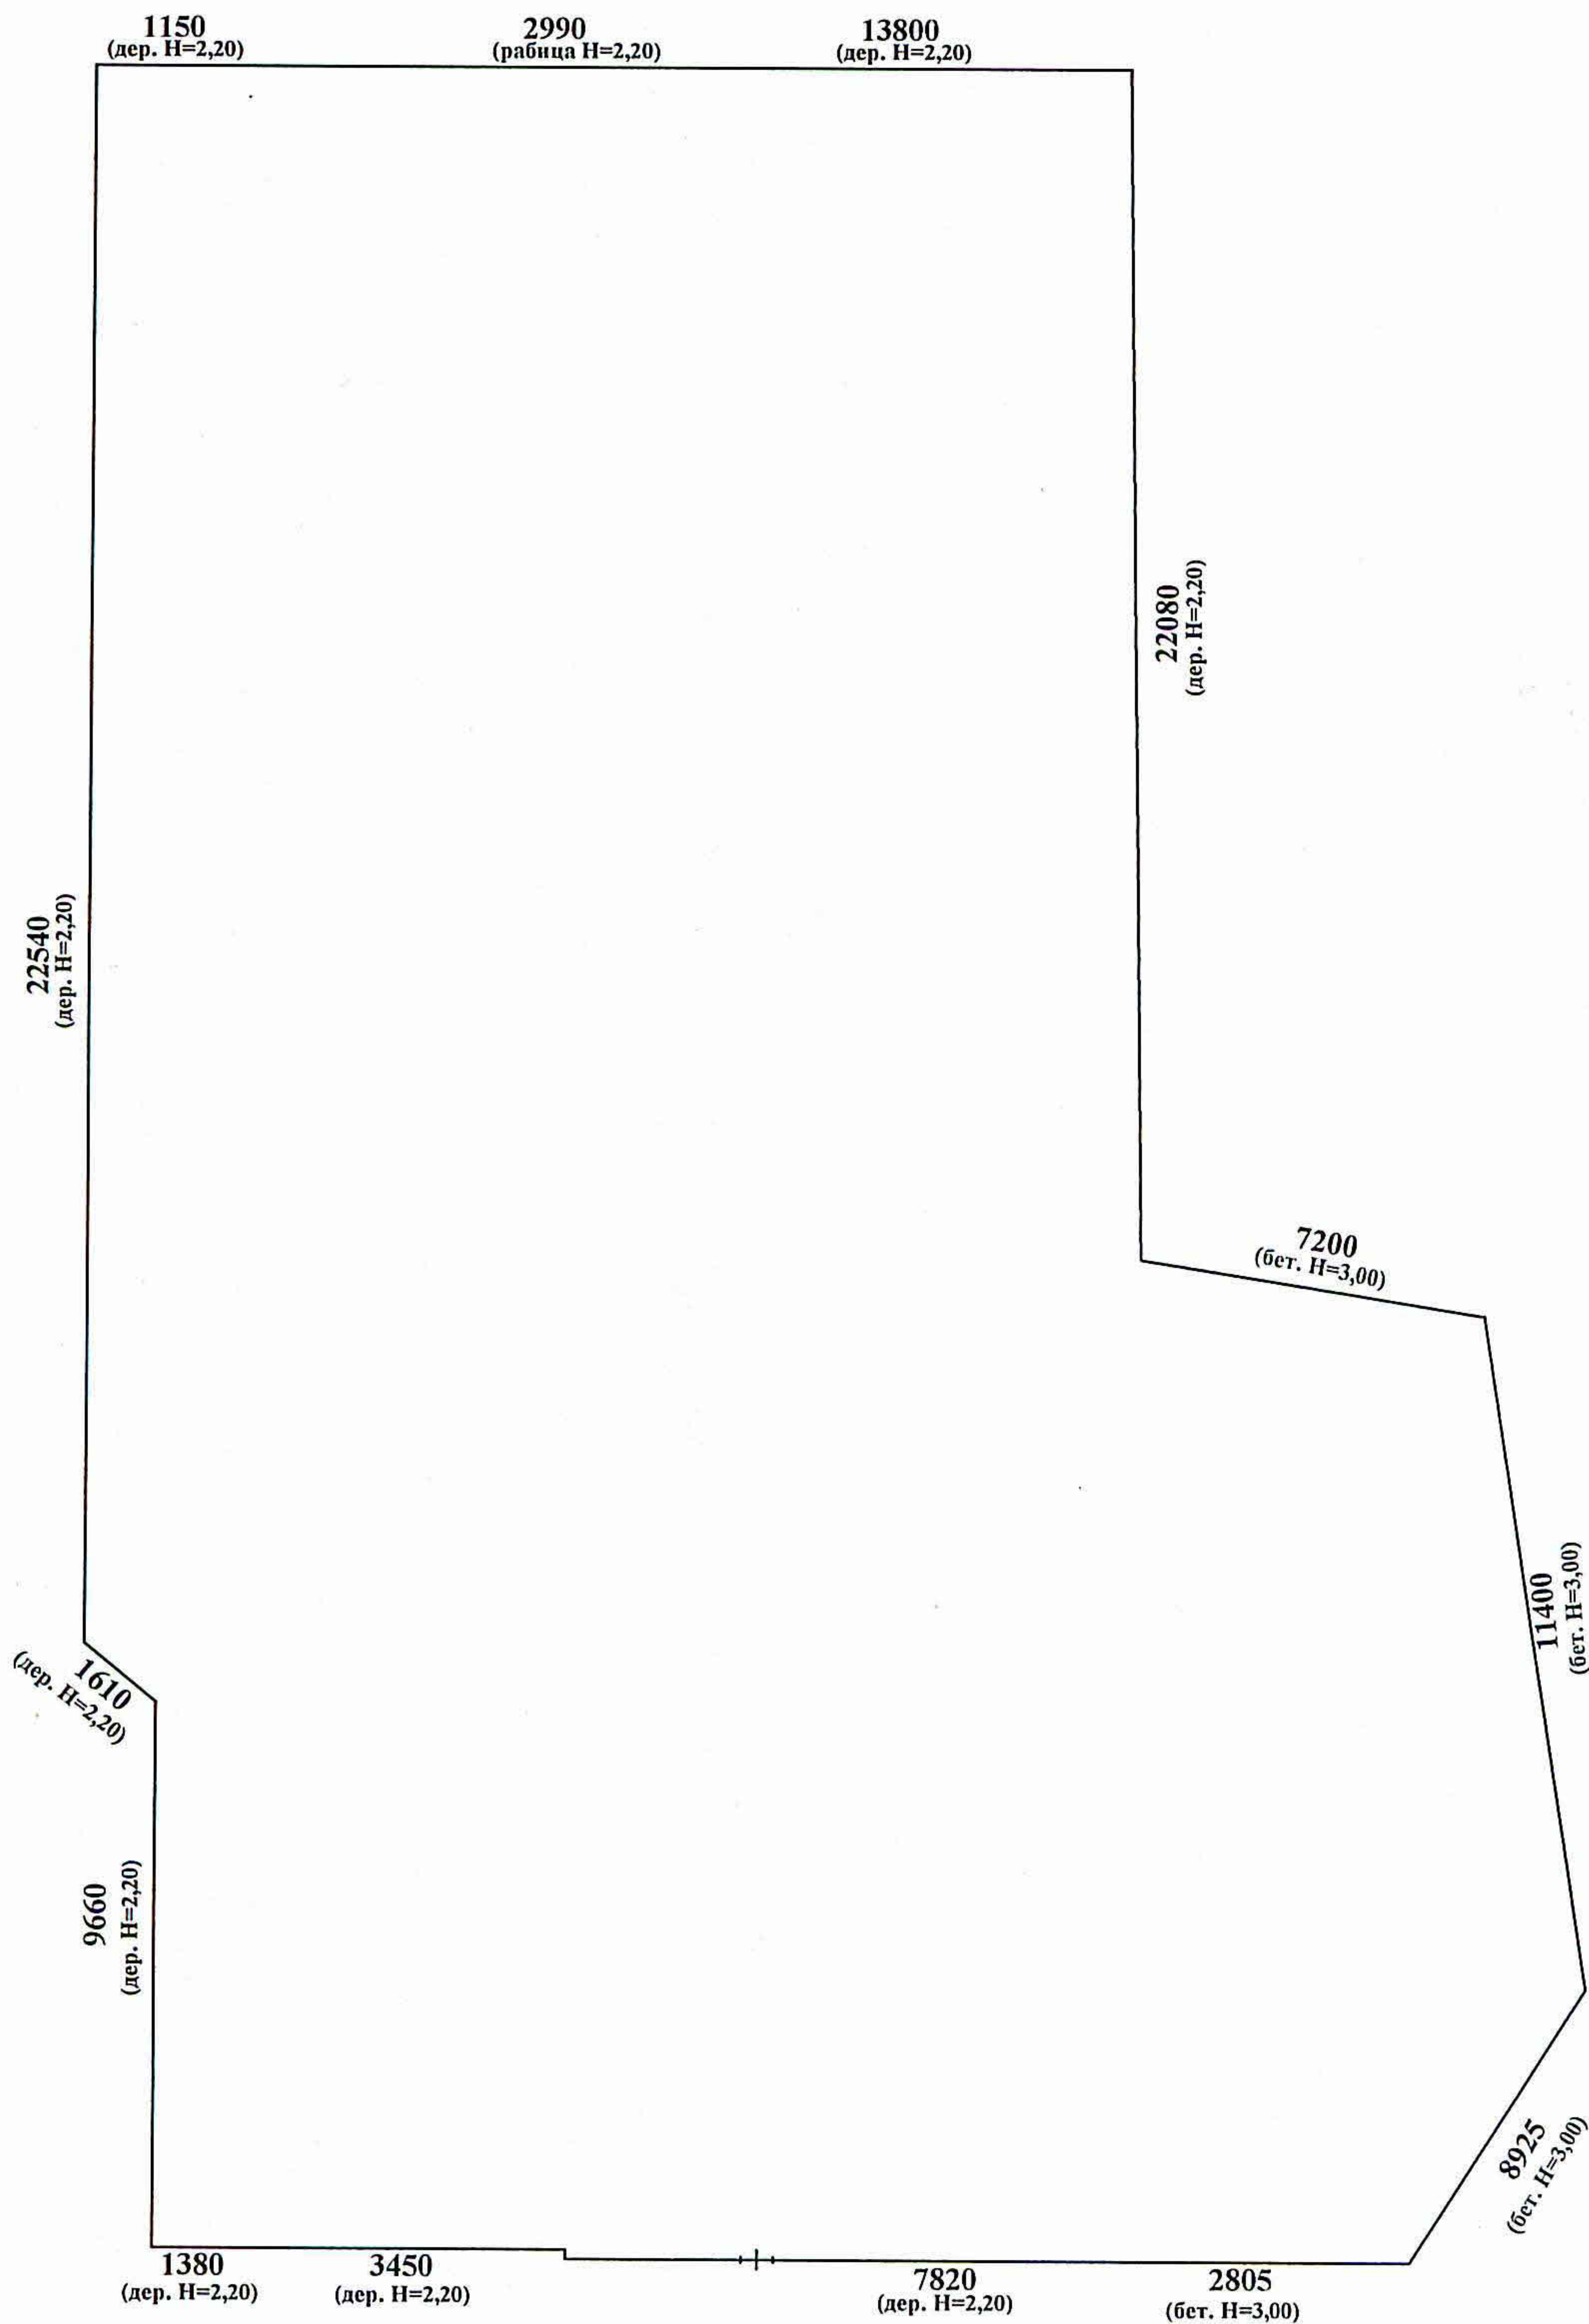 1150
(дер. Н=2,20)
2990
(рабица Н=2,20)
13800
(дер. Н=2,20)
22080
(дер. Н=2,20)
22540
(дер. Н=2,20)
7200
(бет. Н=3,00)
11400
(бет. Н=3,00)
1610
(дер. Н=2,20)
9660
(дер. Н=2,20)
8925
(бет. Н=3,00)
1380
(дер. Н=2,20)
3450
(дер. Н=2,20)
7820
(дер. Н=2,20)
2805
(бет. Н=3,00)